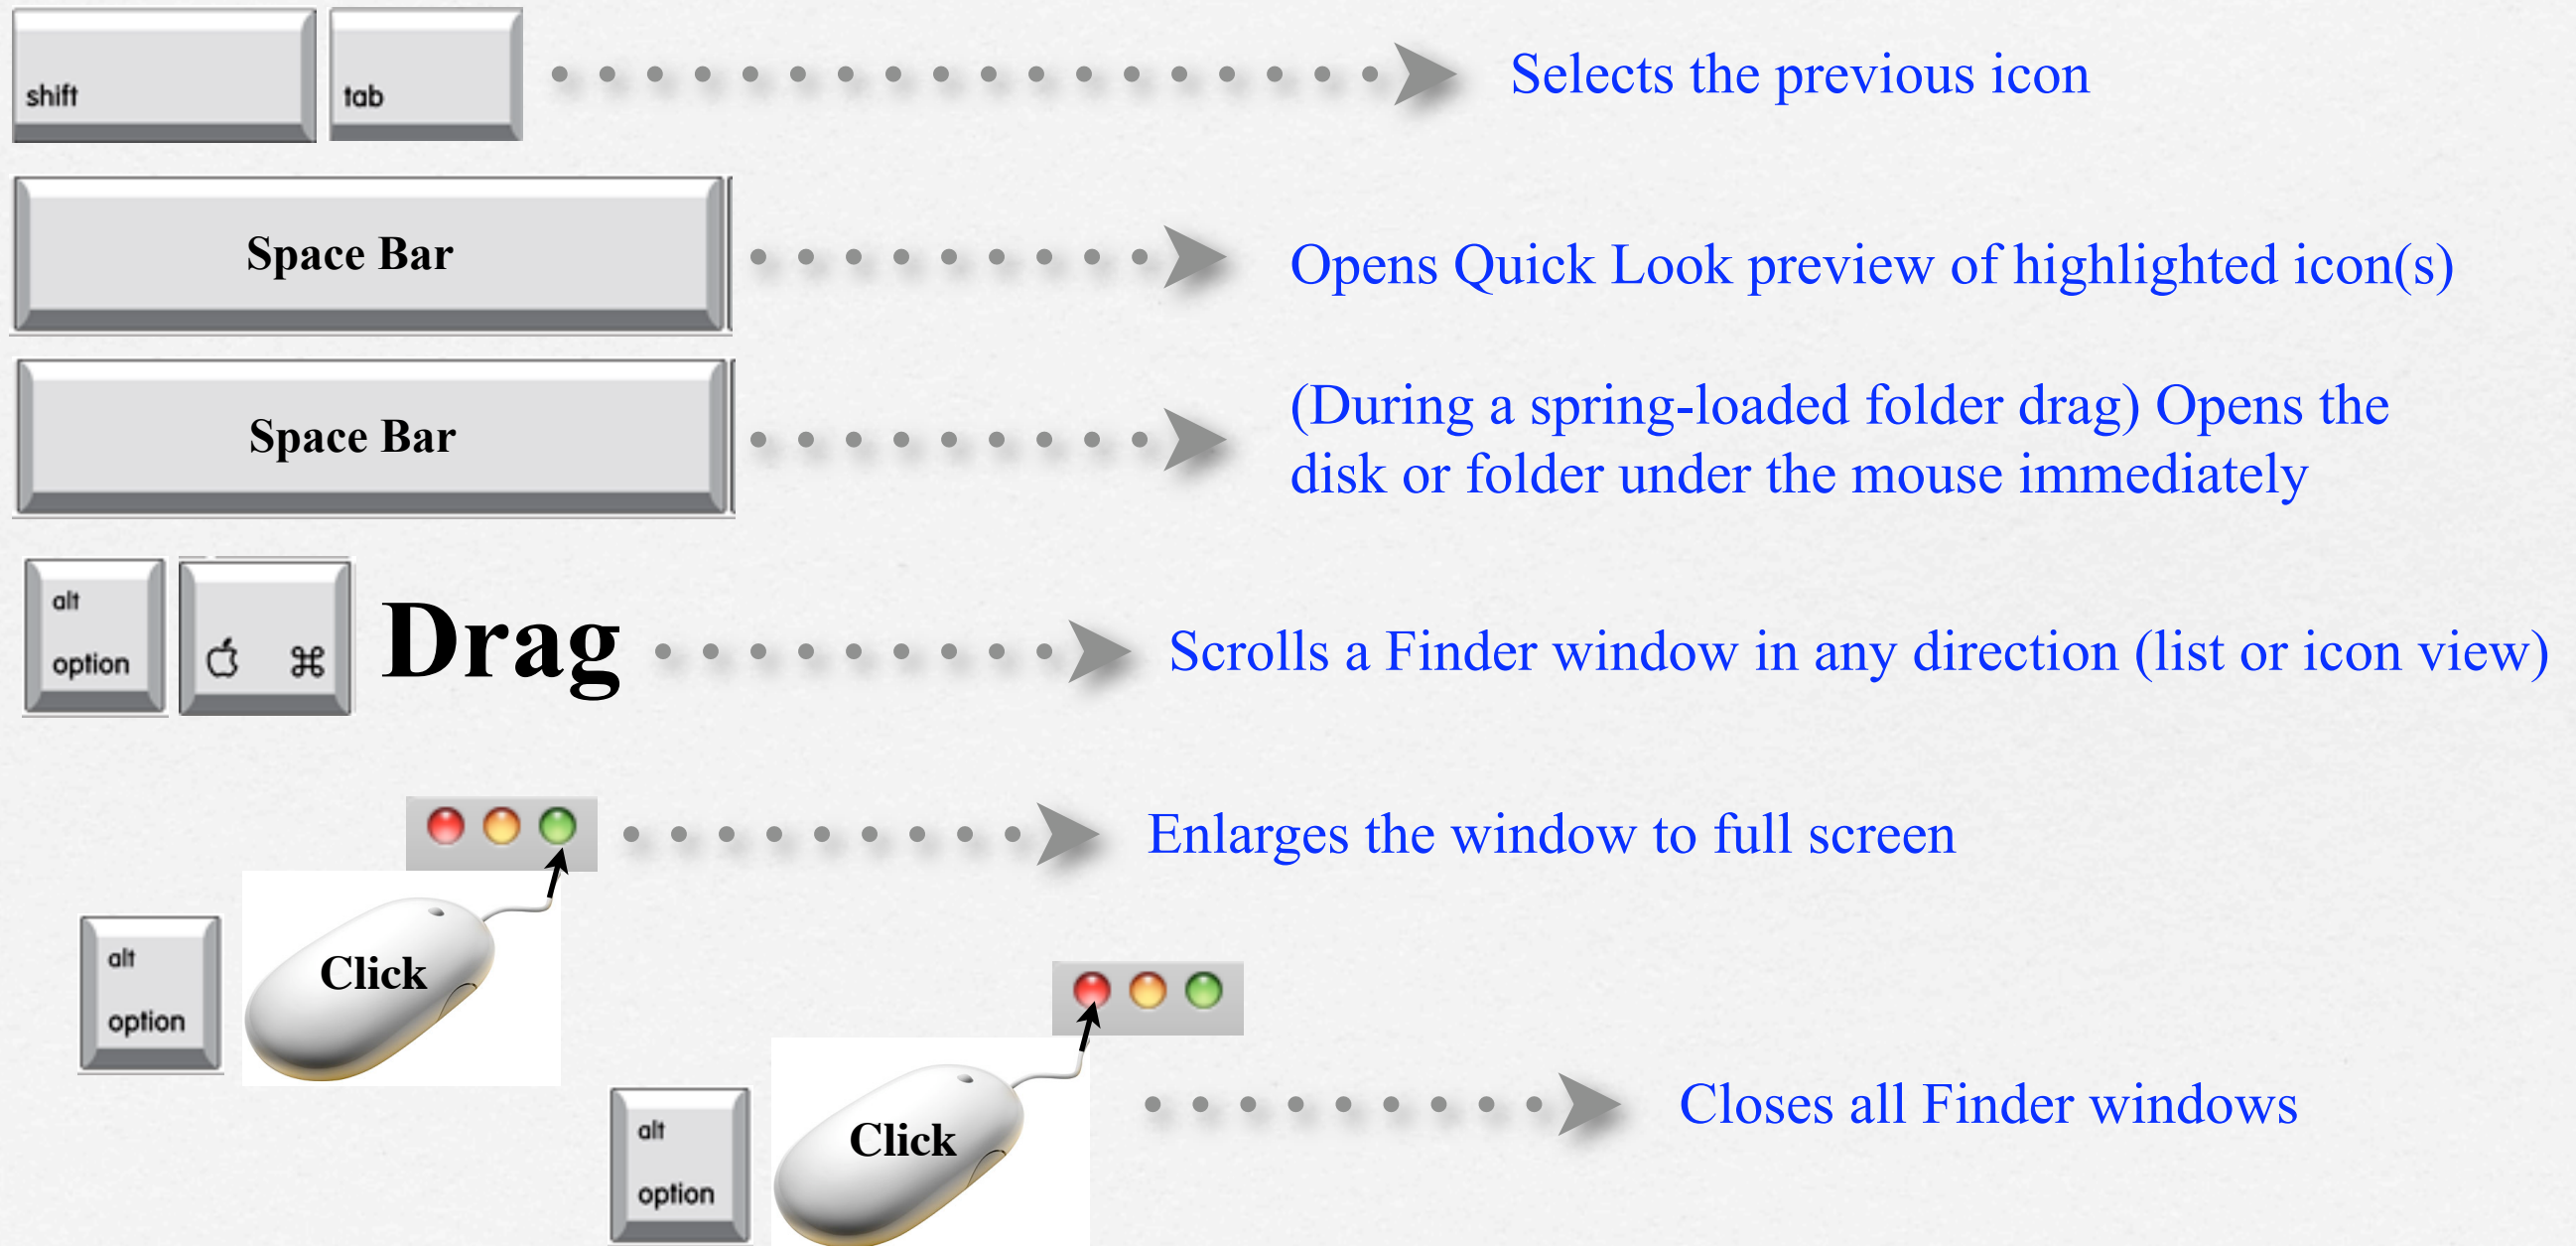 shift tab Selects the previous icon
Space Bar Opens Quick Look preview of highlighted icon(s)
Space Bar (During a spring-loaded folder drag) Opens the
disk or folder under the mouse immediately
alt
option ⌘ Drag Scrolls a Finder window in any direction (list or icon view)
Enlarges the window to full screen
alt
option Click
alt
option Click Closes all Finder windows